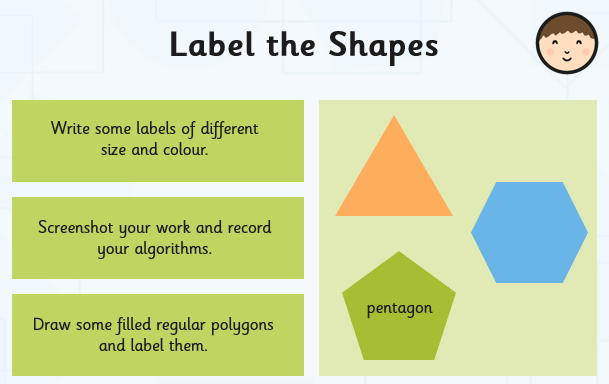 Label the Shapes
Write some labels of different
size and colour.
Screenshot your work and record
your algorithms.
Draw some filled regular polygons
and label them.
pentagon